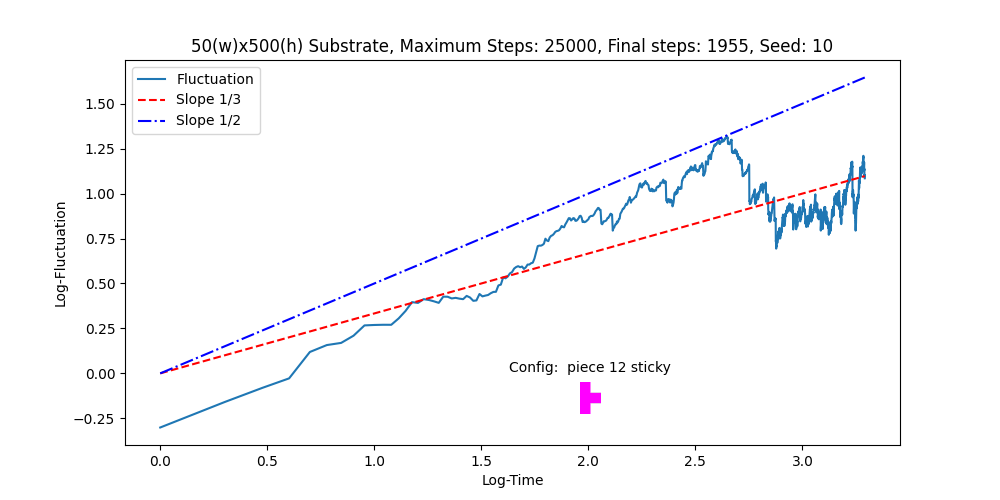 50(w)x500(h) Substrate, Maximum Steps: 25000, Final steps: 1955, Seed: 10
Fluctuation
Slope 1/3
Slope 1/2
1.50
1.25
1.00
0.75
0.50
0.25
0.00
−0.25
Log-Fluctuation
Config:  piece 12 sticky
0.0 0.5 1.0 1.5 2.0 2.5 3.0
Log-Time